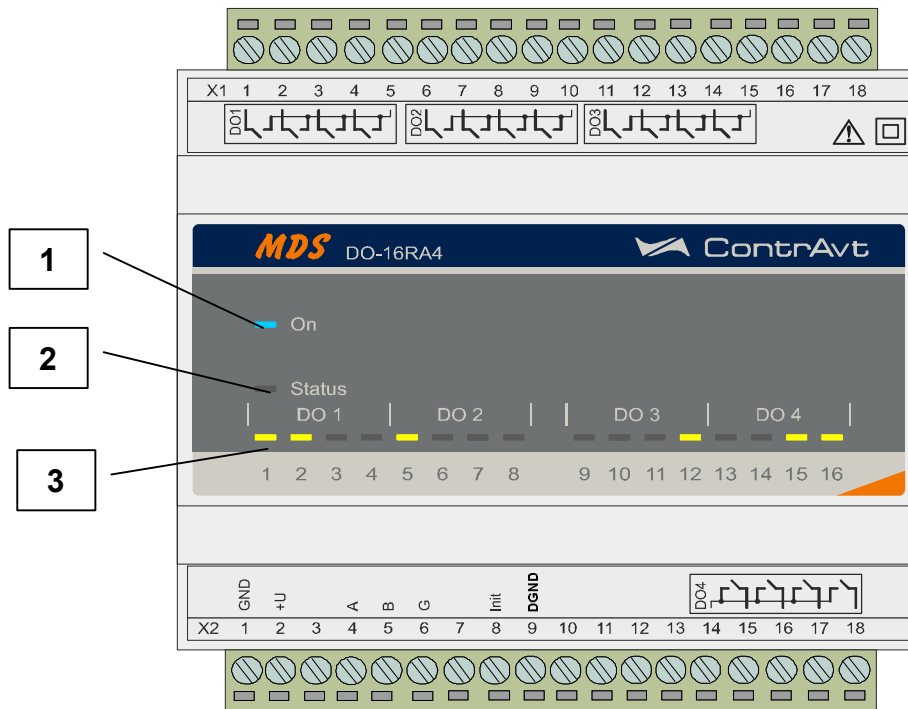 X1 1 2 3 4 5 6 7 8 9 10 11 12 13 14 15 16 17 18
DO1 DO2 DO3
MDS DO-16RA4 ContrAvt
1
On
2
Status
DO 1 DO 2 DO 3 DO 4
3
1 2 3 4 5 6 7 8 9 10 11 12 13 14 15 16
GND +U A B G Init DGND DO4
X2 1 2 3 4 5 6 7 8 9 10 11 12 13 14 15 16 17 18